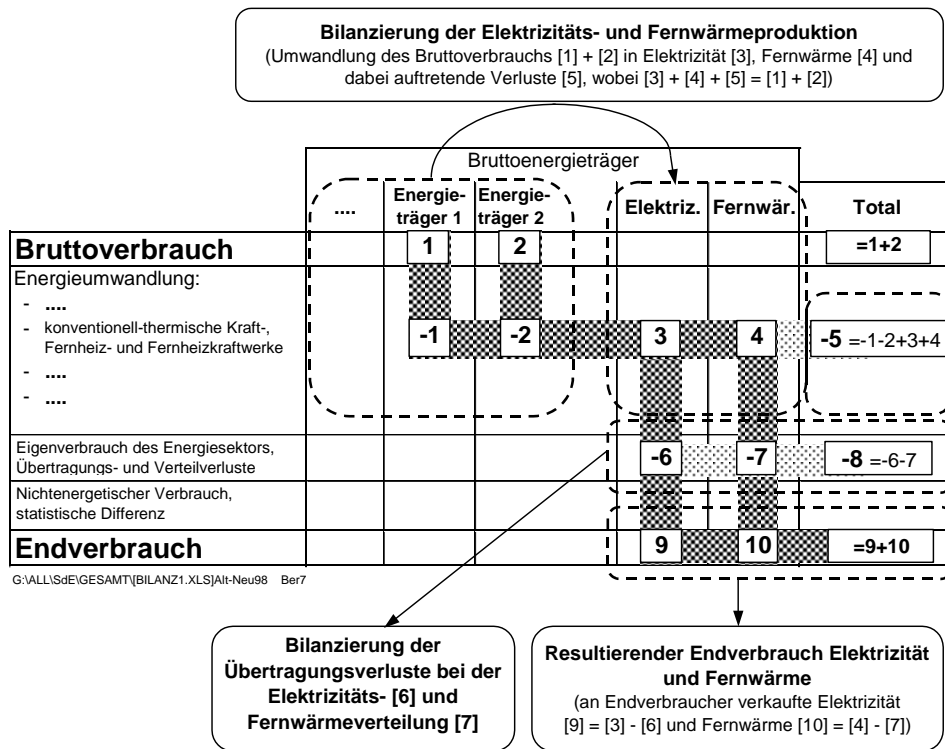 Bilanzierung der Elektrizitäts- und Fernwärmeproduktion
(Umwandlung des Bruttoverbrauchs [1] + [2] in Elektrizität [3], Fernwärme [4] und
dabei auftretende Verluste [5], wobei [3] + [4] + [5] = [1] + [2])
Bruttoenergieträger
.... Energie- Energie- Elektriz. Fernwär. Total
träger 1 träger 2
Bruttoverbrauch 1 2 =1+2
Energieumwandlung:
- ....
- konventionell-thermische Kraft-, -1 -2 3 4 -5 =-1-2+3+4
Fernheiz- und Fernheizkraftwerke
- ....
- ....
Eigenverbrauch des Energiesektors,
Übertragungs- und Verteilverluste -6 -7 -8 =-6-7
Nichtenergetischer Verbrauch,
statistische Differenz
Endverbrauch 9 10 =9+10
G:\ALL\SdE\GESAMT\[BILANZ1.XLS]Alt-Neu98 Ber7
Bilanzierung der
Übertragungsverluste bei der
Elektrizitäts- [6] und
Fernwärmeverteilung [7]
Resultierender Endverbrauch Elektrizität
und Fernwärme
(an Endverbraucher verkaufte Elektrizität
[9] = [3] - [6] und Fernwärme [10] = [4] - [7])